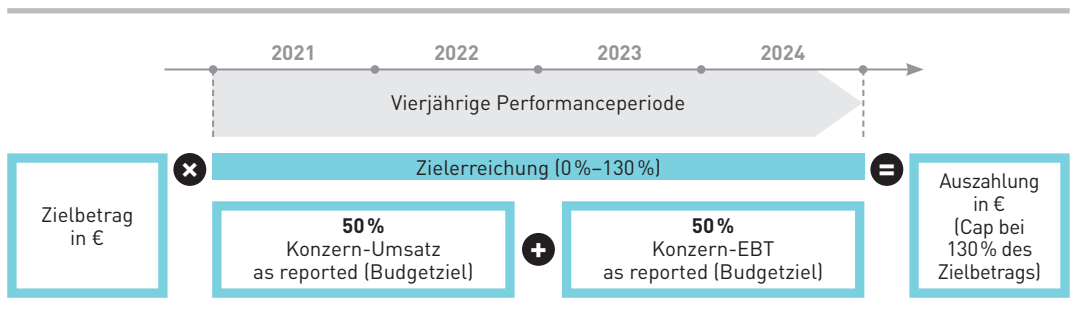 2021 2022 2023 2024
Vierjährige Performanceperiode
Zielbetrag
in €
×
Zielerreichung (0 %–130 %)
50 %
Konzern-Umsatz
as reported (Budgetziel)
+
50 %
Konzern-EBT
as reported (Budgetziel)
=
Auszahlung
in €
(Cap bei
130 % des
Zielbetrags)